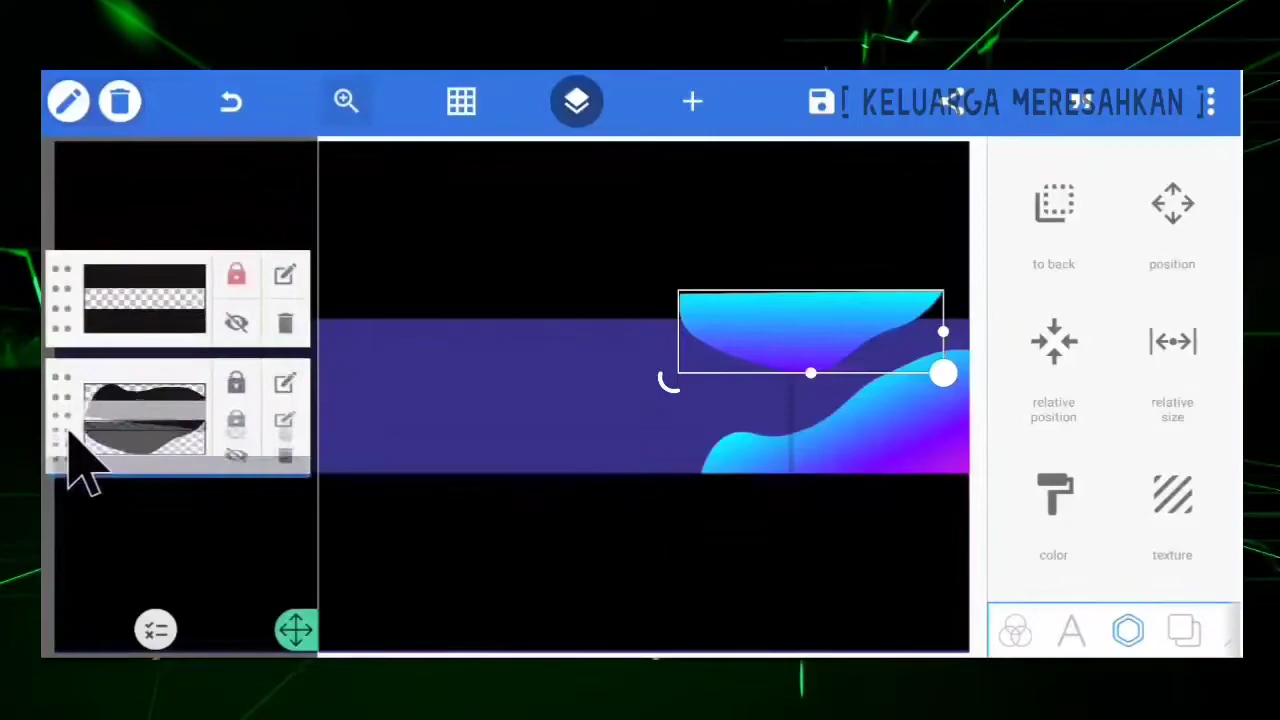 [ KELUARGA MERESAHKAN ]
to back
position
relative
position
relative
size
color
texture